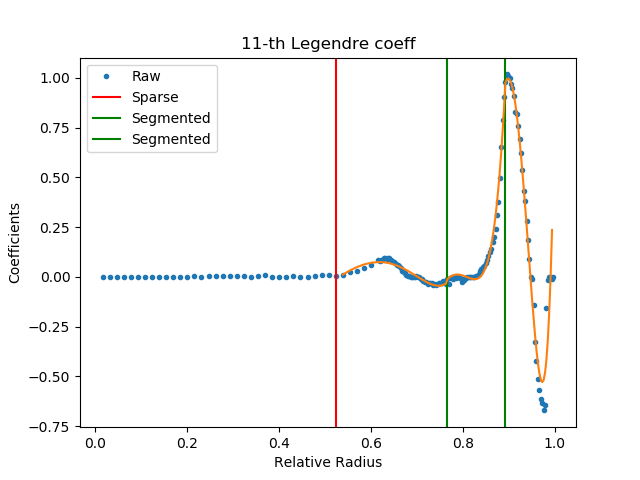 11-th Legendre coeff
Raw
Sparse
Segmented
Segmented
1.00
0.75
0.50
0.25
0.00
−0.25
−0.50
−0.75
Coefficients
0.0 0.2 0.4 0.6 0.8 1.0
Relative Radius